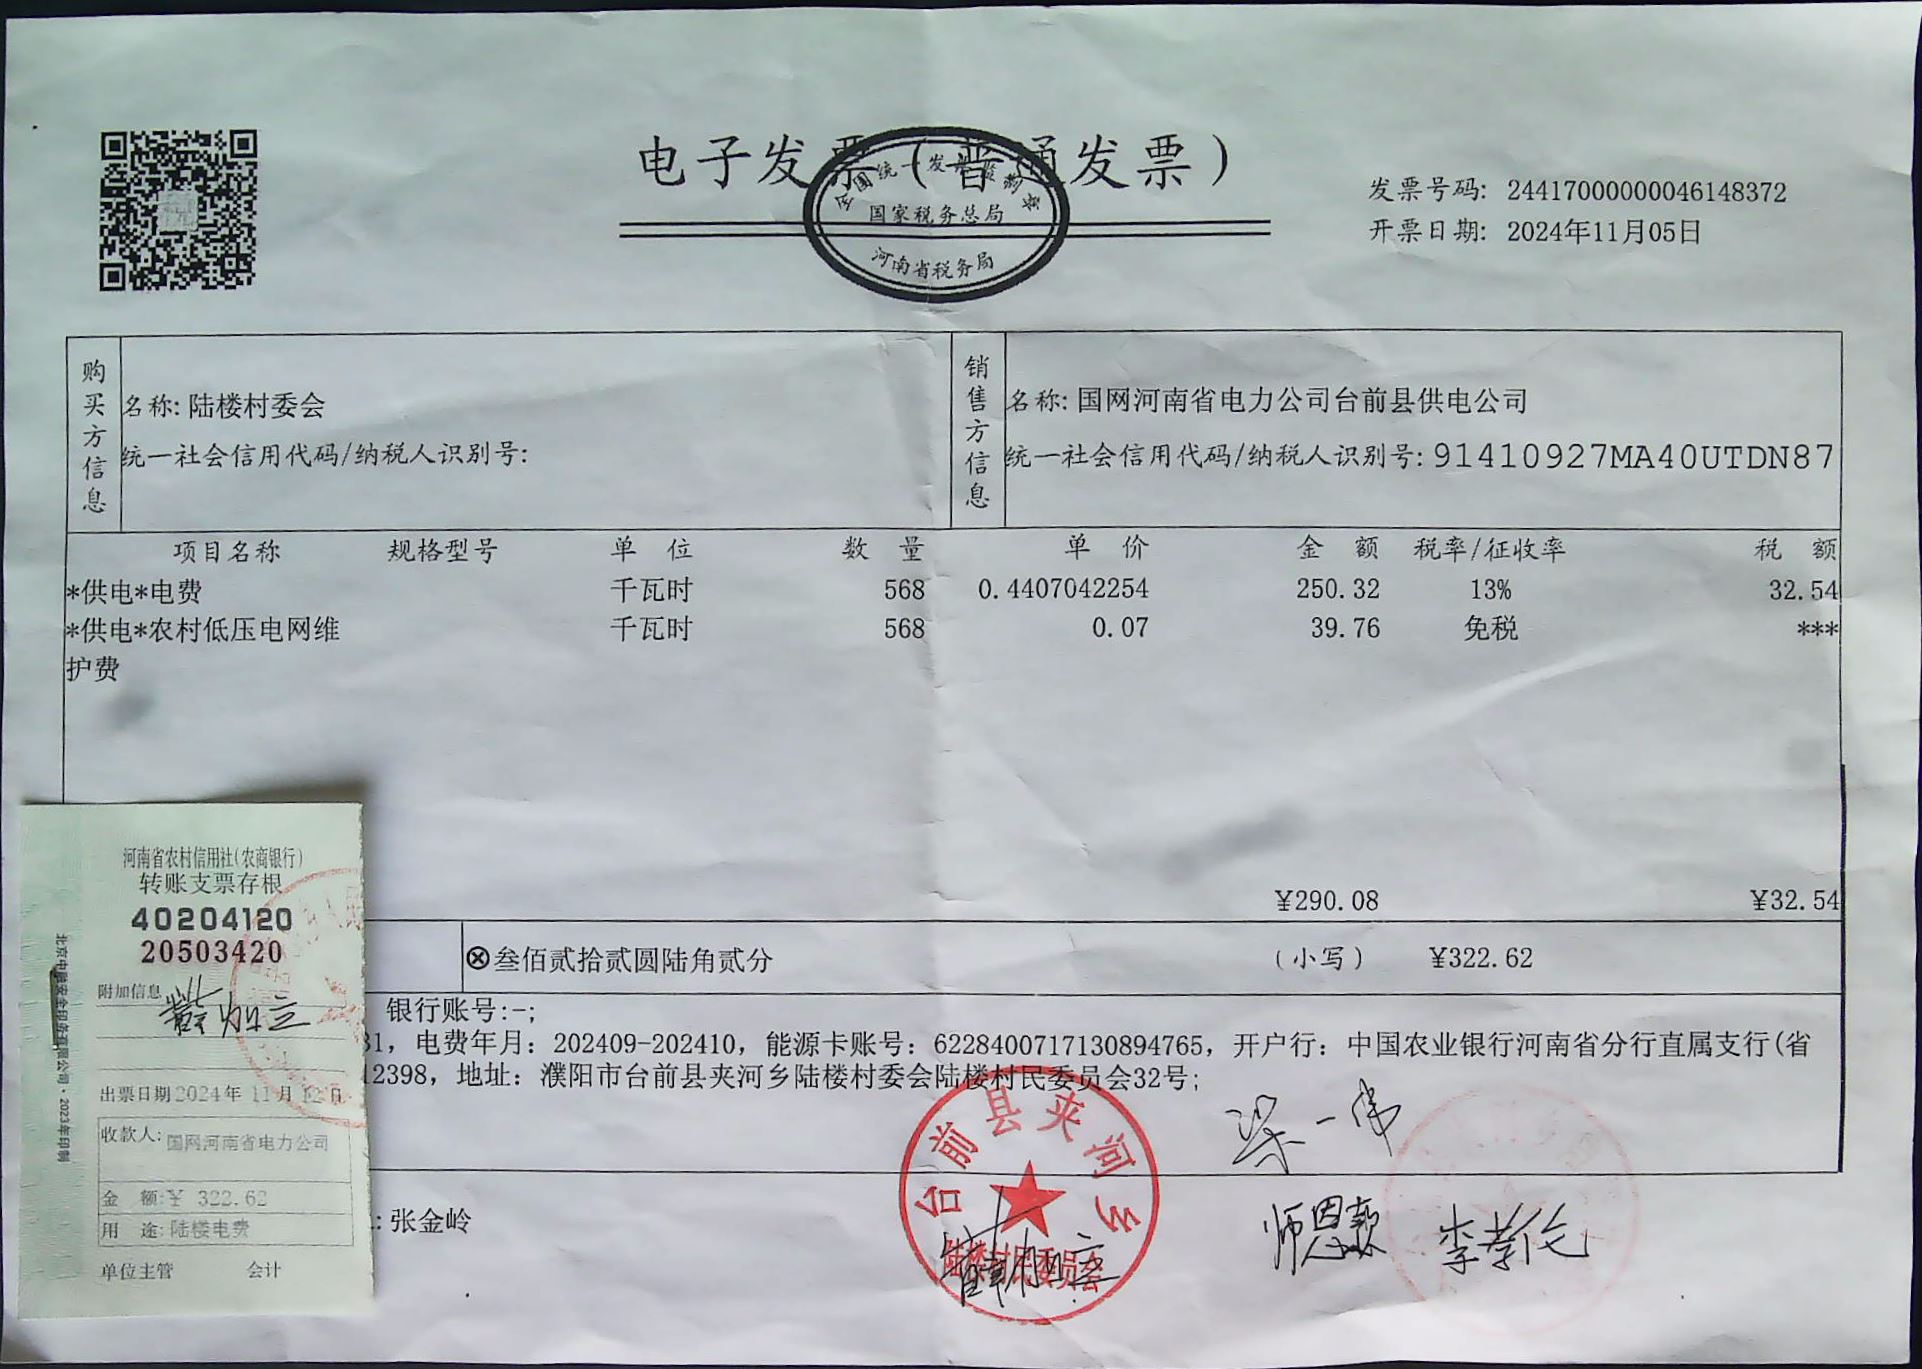 电子发票（普通发票）
全国统一发票监制章
国家税务总局
河南省税务局
发票号码: 24417000000046148372
开票日期: 2024年11月05日
购买方信息
名称: 陆楼村委会
统一社会信用代码/纳税人识别号:
销售方信息
名称: 国网河南省电力公司台前县供电公司
统一社会信用代码/纳税人识别号: 91410927MA40UTDN87
项目名称 规格型号 单 位 数 量 单 价 金 额 税率/征收率 税 额
*供电*电费 千瓦时 568 0.4407042254 250.32 13% 32.54
*供电*农村低压电网维 千瓦时 568 0.07 39.76 免税 ***
护费
¥290.08 ¥32.54
⊗叁佰贰拾贰圆陆角贰分 （小写） ¥322.62
银行账号:-;
31, 电费年月: 202409-202410, 能源卡账号: 6228400717130894765, 开户行: 中国农业银行河南省分行直属支行(省
12398, 地址: 濮阳市台前县夹河乡陆楼村委会陆楼村民委员会32号;
: 张金岭
河南省农村信用社(农商银行)
转账支票存根
40204120
20503420
附加信息
出票日期 2024年 11月 12日
收款人: 国网河南省电力公司
金 额: ¥ 322.62
用 途: 陆楼电费
单位主管 会计
台前县夹河乡
陆楼村民委员会
梁一伟
师恩款